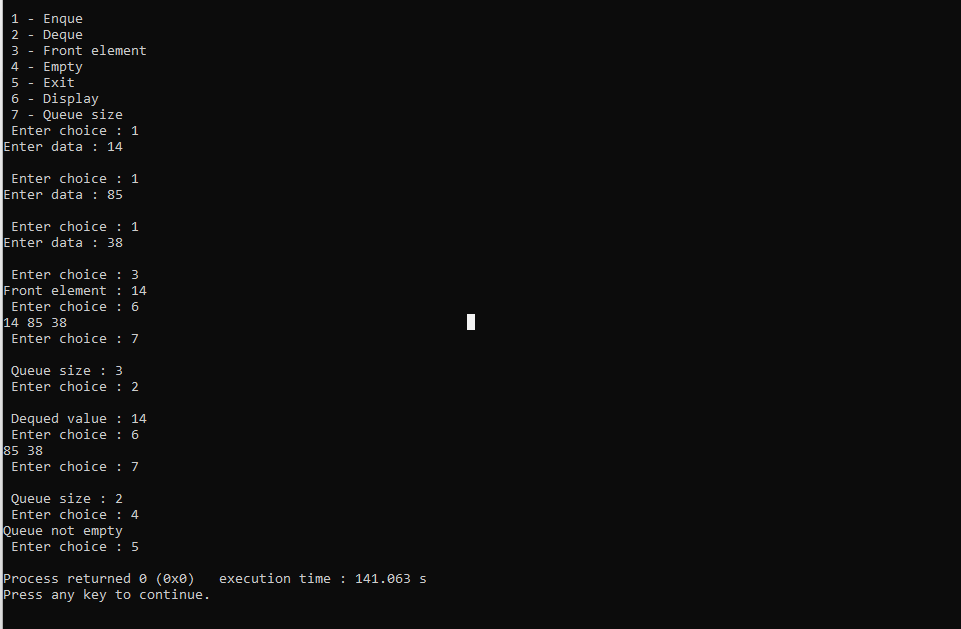 1 - Enque
2 - Deque
3 - Front element
4 - Empty
5 - Exit
6 - Display
7 - Queue size
Enter choice : 1
Enter data : 14
Enter choice : 1
Enter data : 85
Enter choice : 1
Enter data : 38
Enter choice : 3
Front element : 14
Enter choice : 6
14 85 38
Enter choice : 7
Queue size : 3
Enter choice : 2
Dequed value : 14
Enter choice : 6
85 38
Enter choice : 7
Queue size : 2
Enter choice : 4
Queue not empty
Enter choice : 5
Process returned 0 (0x0)   execution time : 141.063 s
Press any key to continue.